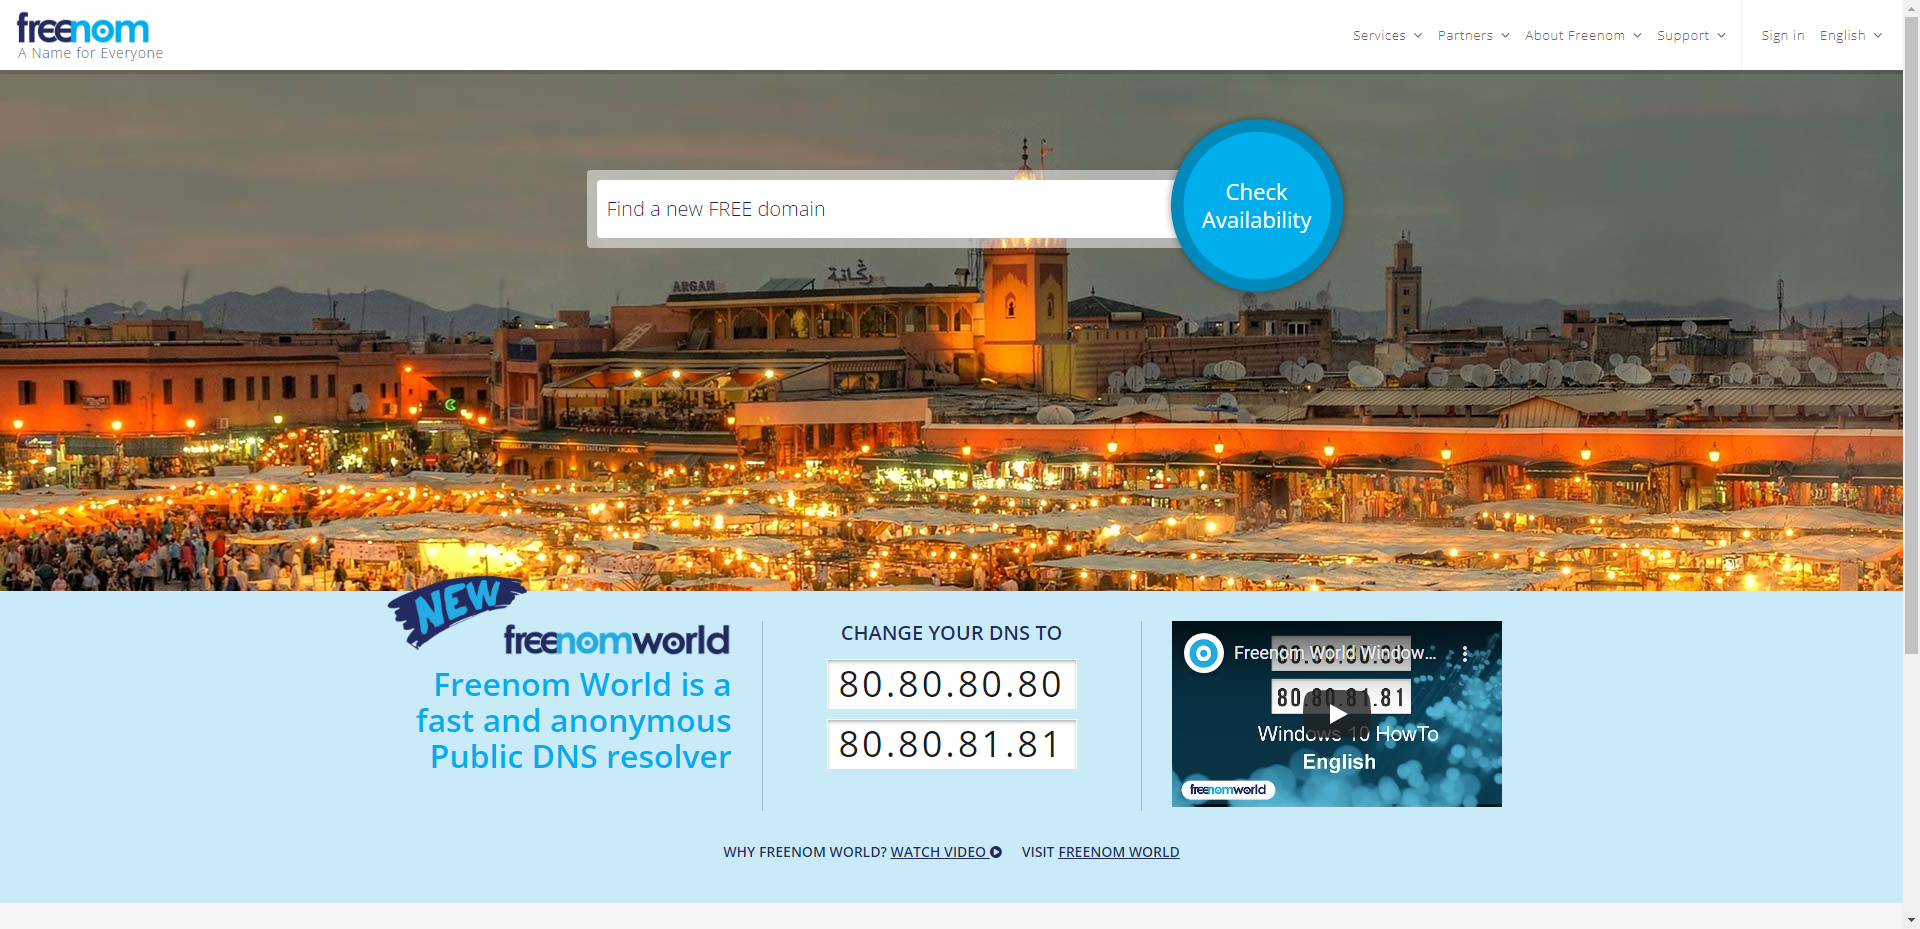 freenom
A Name for Everyone
Services
Partners
About Freenom
Support
Sign in
English
Find a new FREE domain
Check
Availability
ARGAN
NEW
freenomworld
Freenom World is a
fast and anonymous
Public DNS resolver
CHANGE YOUR DNS TO
80.80.80.80
80.80.81.81
Freenom World Window...
80.80.80.80
80.80.81.81
Windows 10 HowTo
English
freenomworld
WHY FREENOM WORLD? WATCH VIDEO
VISIT FREENOM WORLD